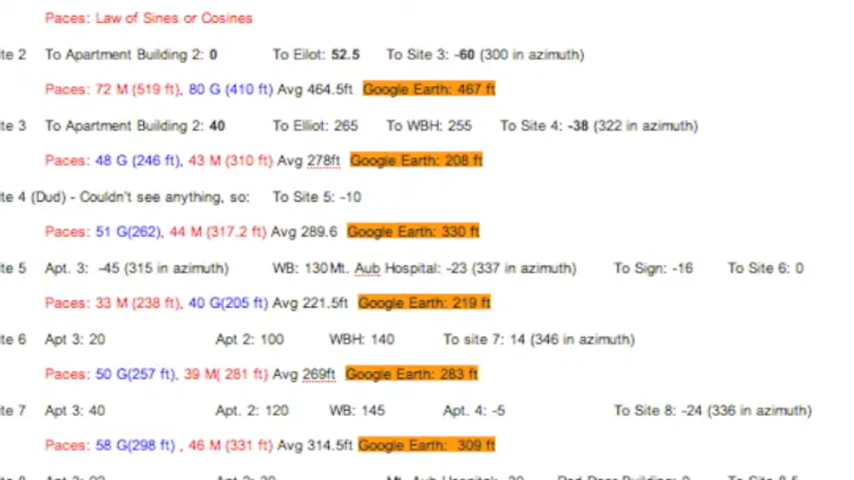 Paces: Law of Sines or Cosines
te 2 To Apartment Building 2: 0 To Eilot: 52.5 To Site 3: -60 (300 in azimuth)
Paces: 72 M (519 ft), 80 G (410 ft) Avg 464.5ft Google Earth: 467 ft
te 3 To Apartment Building 2: 40 To Elliot: 265 To WBH: 255 To Site 4: -38 (322 in azimuth)
Paces: 48 G (246 ft), 43 M (310 ft) Avg 278ft Google Earth: 208 ft
te 4 (Dud) - Couldn't see anything, so: To Site 5: -10
Paces: 51 G(262), 44 M (317.2 ft) Avg 289.6 Google Earth: 330 ft
te 5 Apt. 3: -45 (315 in azimuth) WB: 130 Mt. Aub Hospital: -23 (337 in azimuth) To Sign: -16 To Site 6: 0
Paces: 33 M (238 ft), 40 G(205 ft) Avg 221.5ft Google Earth: 219 ft
te 6 Apt 3: 20 Apt 2: 100 WBH: 140 To site 7: 14 (346 in azimuth)
Paces: 50 G(257 ft), 39 M( 281 ft) Avg 269ft Google Earth: 283 ft
te 7 Apt 3: 40 Apt. 2: 120 WB: 145 Apt. 4: -5 To Site 8: -24 (336 in azimuth)
Paces: 58 G(298 ft) , 46 M (331 ft) Avg 314.5ft Google Earth: 309 ft